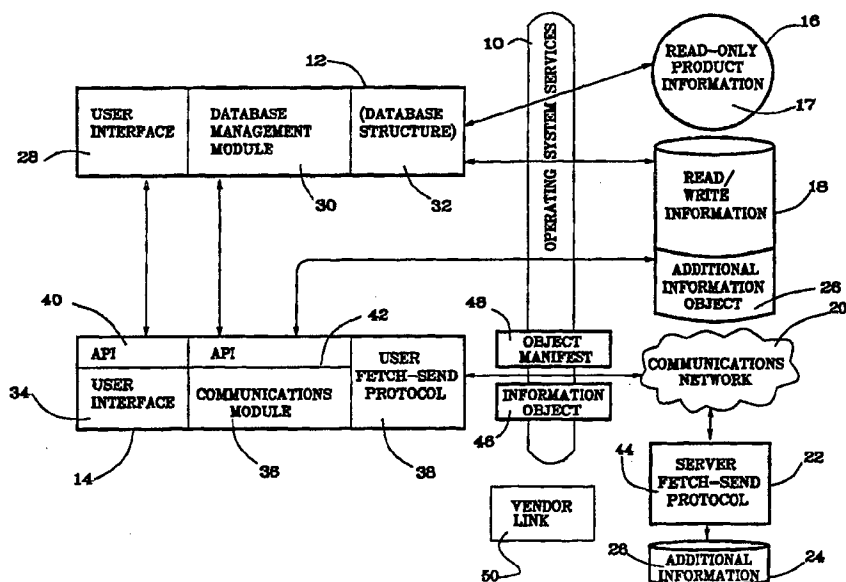 10
16
OPERATING SYSTEM SERVICES
READ-ONLY
PRODUCT
INFORMATION
17
12
USER
INTERFACE
28
DATABASE
MANAGEMENT
MODULE
30
(DATABASE
STRUCTURE)
32
READ/
WRITE
INFORMATION
18
ADDITIONAL
INFORMATION
OBJECT
26
40
API
API
42
USER
FETCH-SEND
PROTOCOL
38
34
USER
INTERFACE
14
COMMUNICATIONS
MODULE
36
48
OBJECT
MANIFEST
INFORMATION
OBJECT
46
20
COMMUNICATIONS
NETWORK
44
SERVER
FETCH-SEND
PROTOCOL
22
VENDOR
LINK
50
26
ADDITIONAL
INFORMATION
24